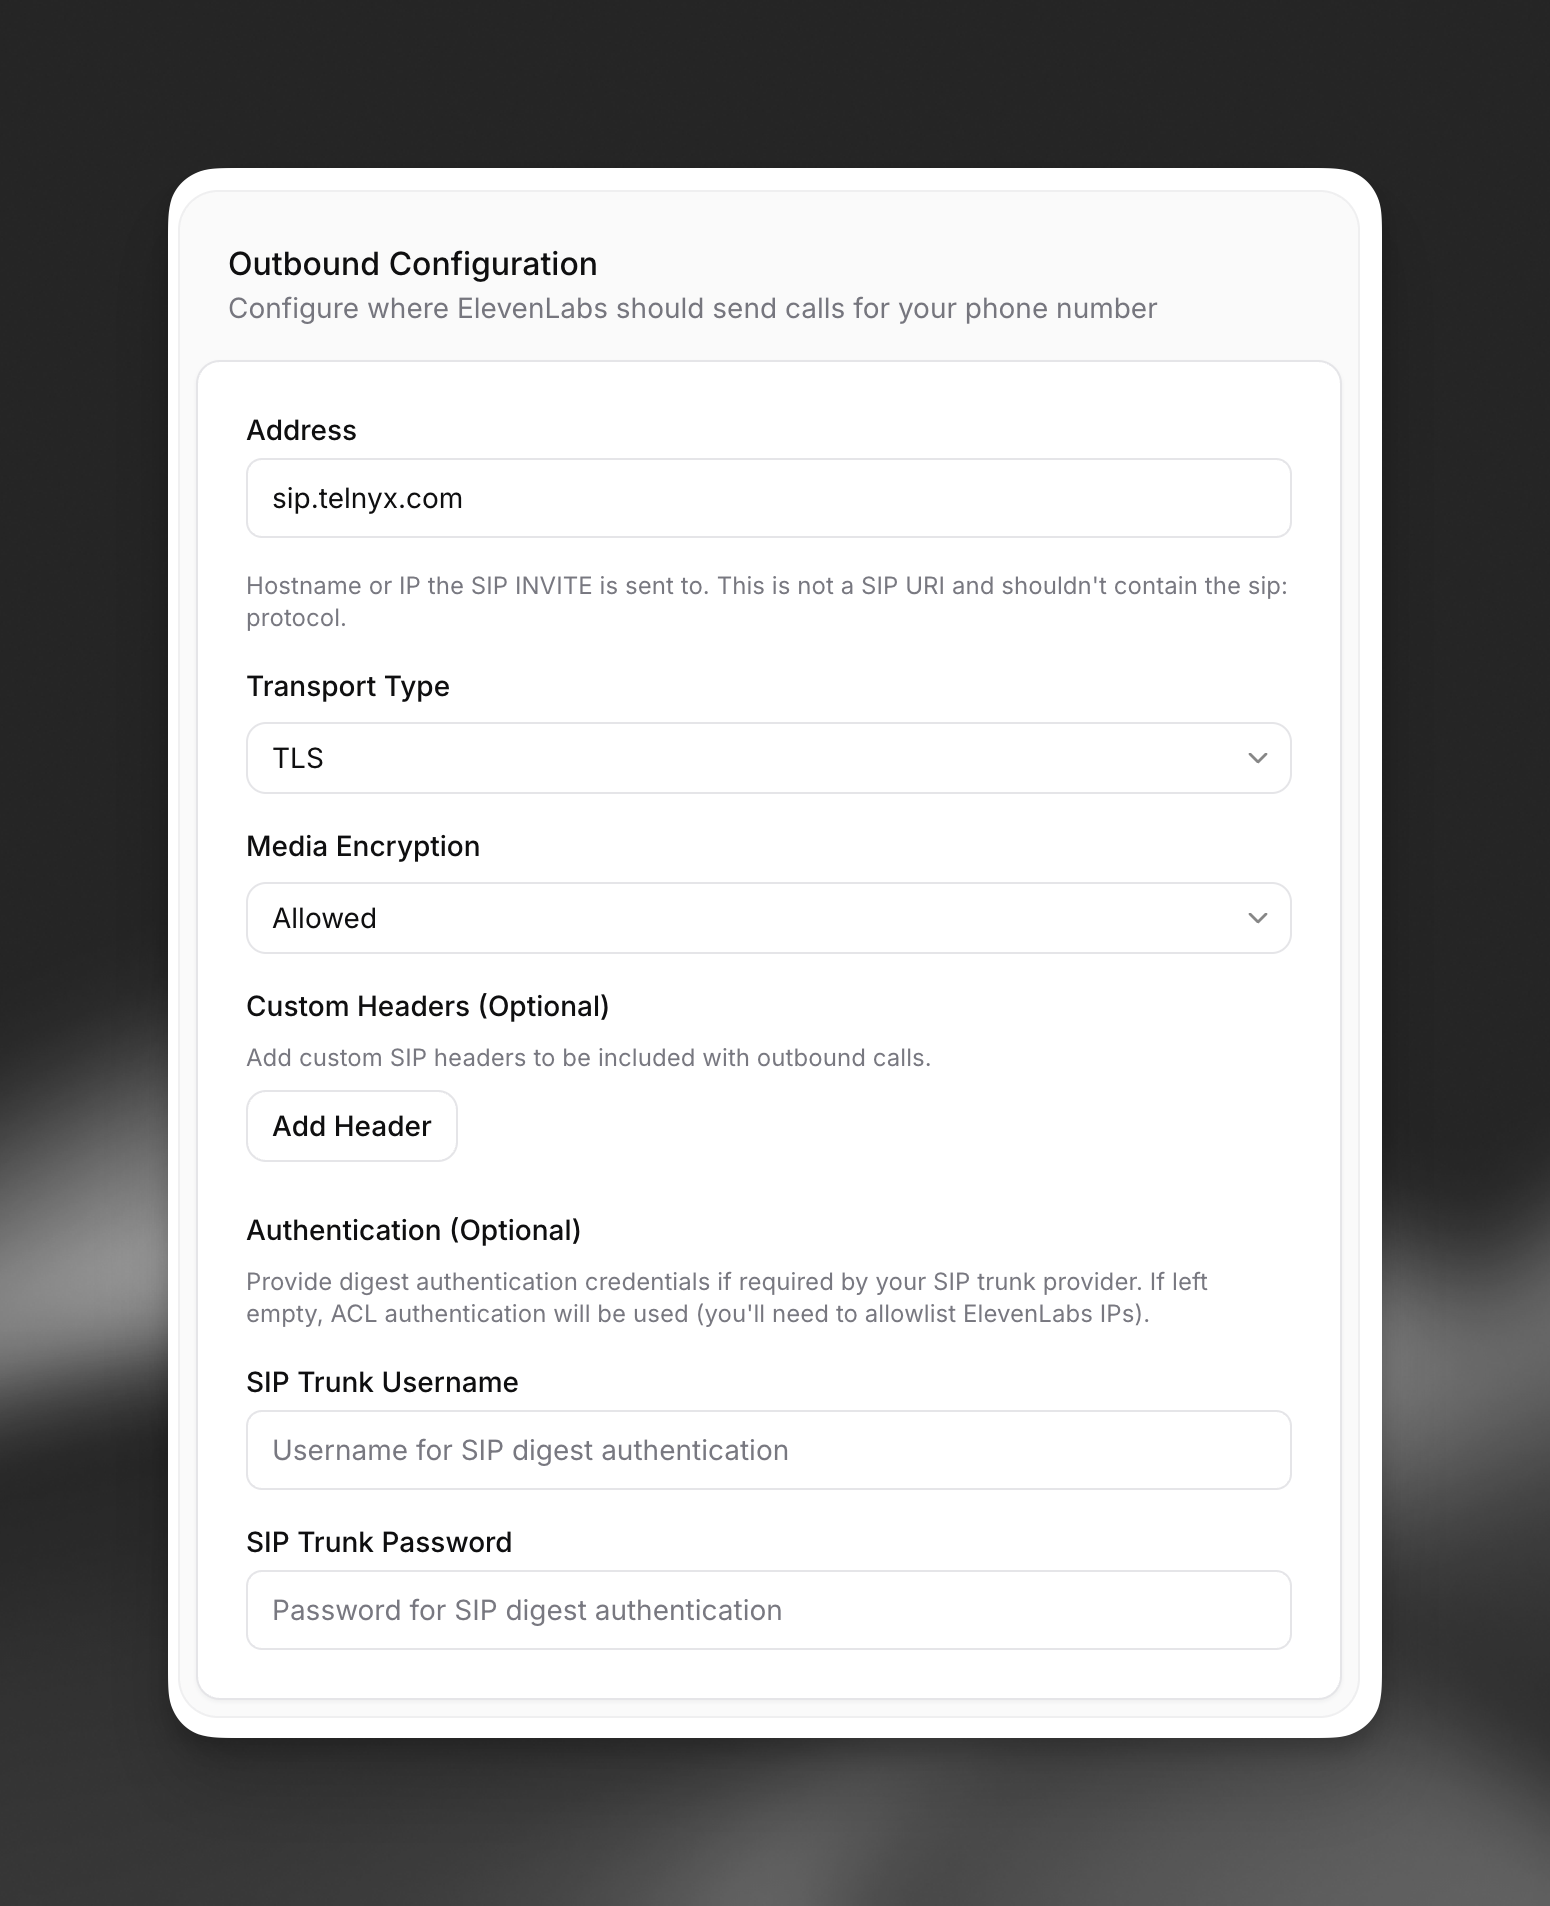 Outbound Configuration
Configure where ElevenLabs should send calls for your phone number
Address
sip.telnyx.com
Hostname or IP the SIP INVITE is sent to. This is not a SIP URI and shouldn't contain the sip:
protocol.
Transport Type
TLS
Media Encryption
Allowed
Custom Headers (Optional)
Add custom SIP headers to be included with outbound calls.
Add Header
Authentication (Optional)
Provide digest authentication credentials if required by your SIP trunk provider. If left
empty, ACL authentication will be used (you'll need to allowlist ElevenLabs IPs).
SIP Trunk Username
Username for SIP digest authentication
SIP Trunk Password
Password for SIP digest authentication